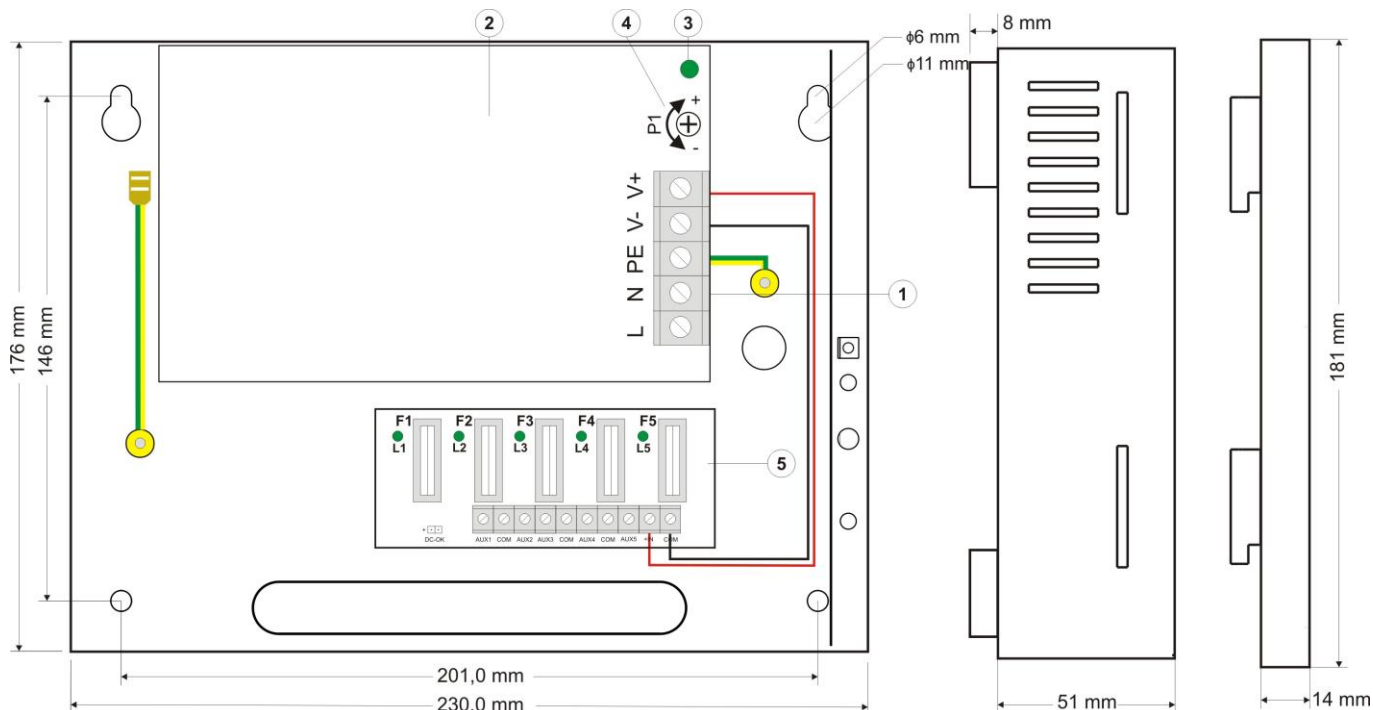 2
4
3
8 mm
ϕ6 mm
ϕ11 mm
+
P1
-
V+
V-
PE
N
L
1
176 mm
146 mm
181 mm
F1 F2 F3 F4 F5
L1 L2 L3 L4 L5
5
+
DC-OK
AUX1 COM AUX2 AUX3 COM AUX4 COM AUX5 +IN COM
201,0 mm
230,0 mm
51 mm
14 mm